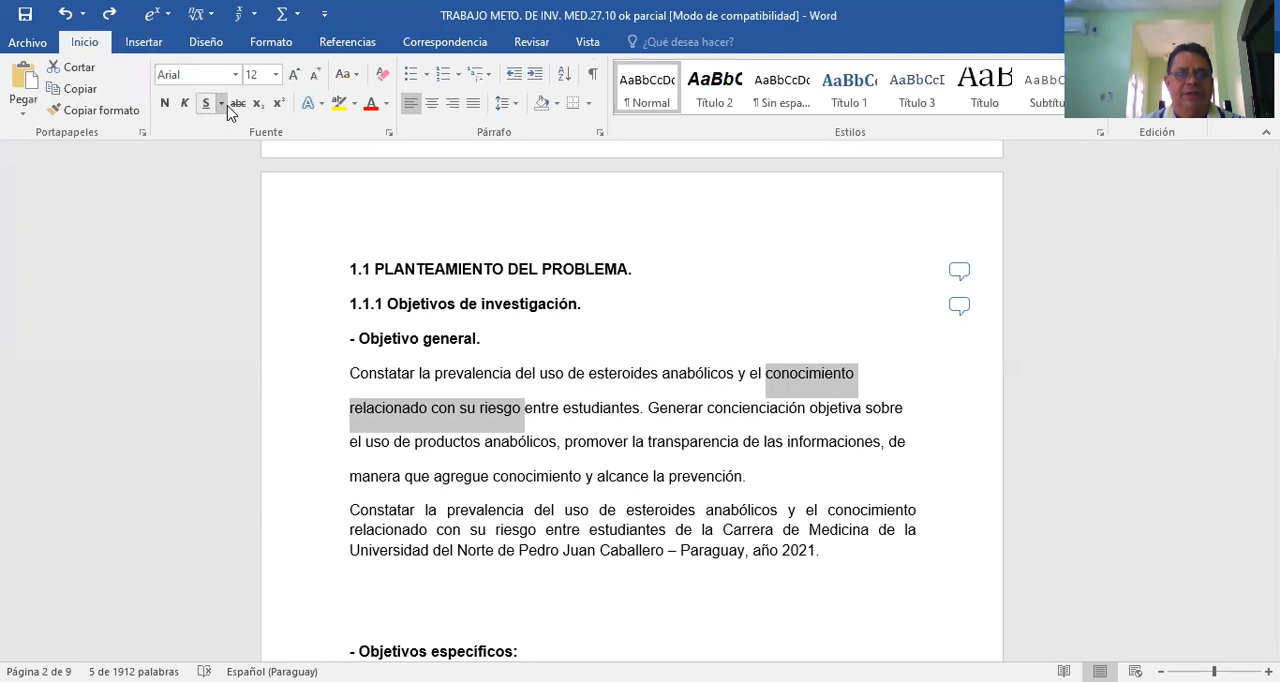 TRABAJO METO. DE INV. MED.27.10 ok parcial [Modo de compatibilidad] - Word
Archivo Inicio Insertar Diseño Formato Referencias Correspondencia Revisar Vista ¿Qué desea hacer?
Pegar
Cortar
Copiar
Copiar formato
Portapapeles
Arial 12
Aa
N K S abc x₂ x²
Fuente
Párrafo
AaBbCcDc AaBbC AaBbCcDc AaBbC AaBbCcI AaB AaBbCcD
¶ Normal Título 2 ¶ Sin espa... Título 1 Título 3 Título Subtít
Estilos
Edición
1.1 PLANTEAMIENTO DEL PROBLEMA.
1.1.1 Objetivos de investigación.
- Objetivo general.
Constatar la prevalencia del uso de esteroides anabólicos y el conocimiento
relacionado con su riesgo entre estudiantes. Generar concienciación objetiva sobre
el uso de productos anabólicos, promover la transparencia de las informaciones, de
manera que agregue conocimiento y alcance la prevención.
Constatar la prevalencia del uso de esteroides anabólicos y el conocimiento
relacionado con su riesgo entre estudiantes de la Carrera de Medicina de la
Universidad del Norte de Pedro Juan Caballero – Paraguay, año 2021.
- Objetivos específicos:
Página 2 de 9 5 de 1912 palabras Español (Paraguay)